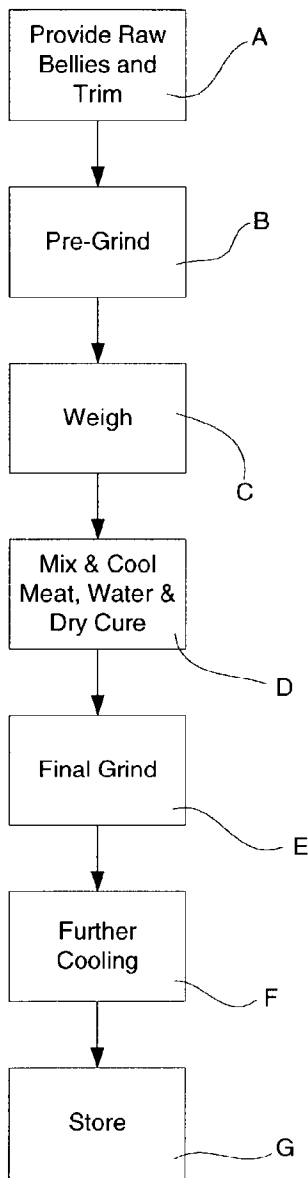 Provide Raw
Bellies and
Trim
A
Pre-Grind
B
Weigh
C
Mix & Cool
Meat, Water &
Dry Cure
D
Final Grind
E
Further
Cooling
F
Store
G